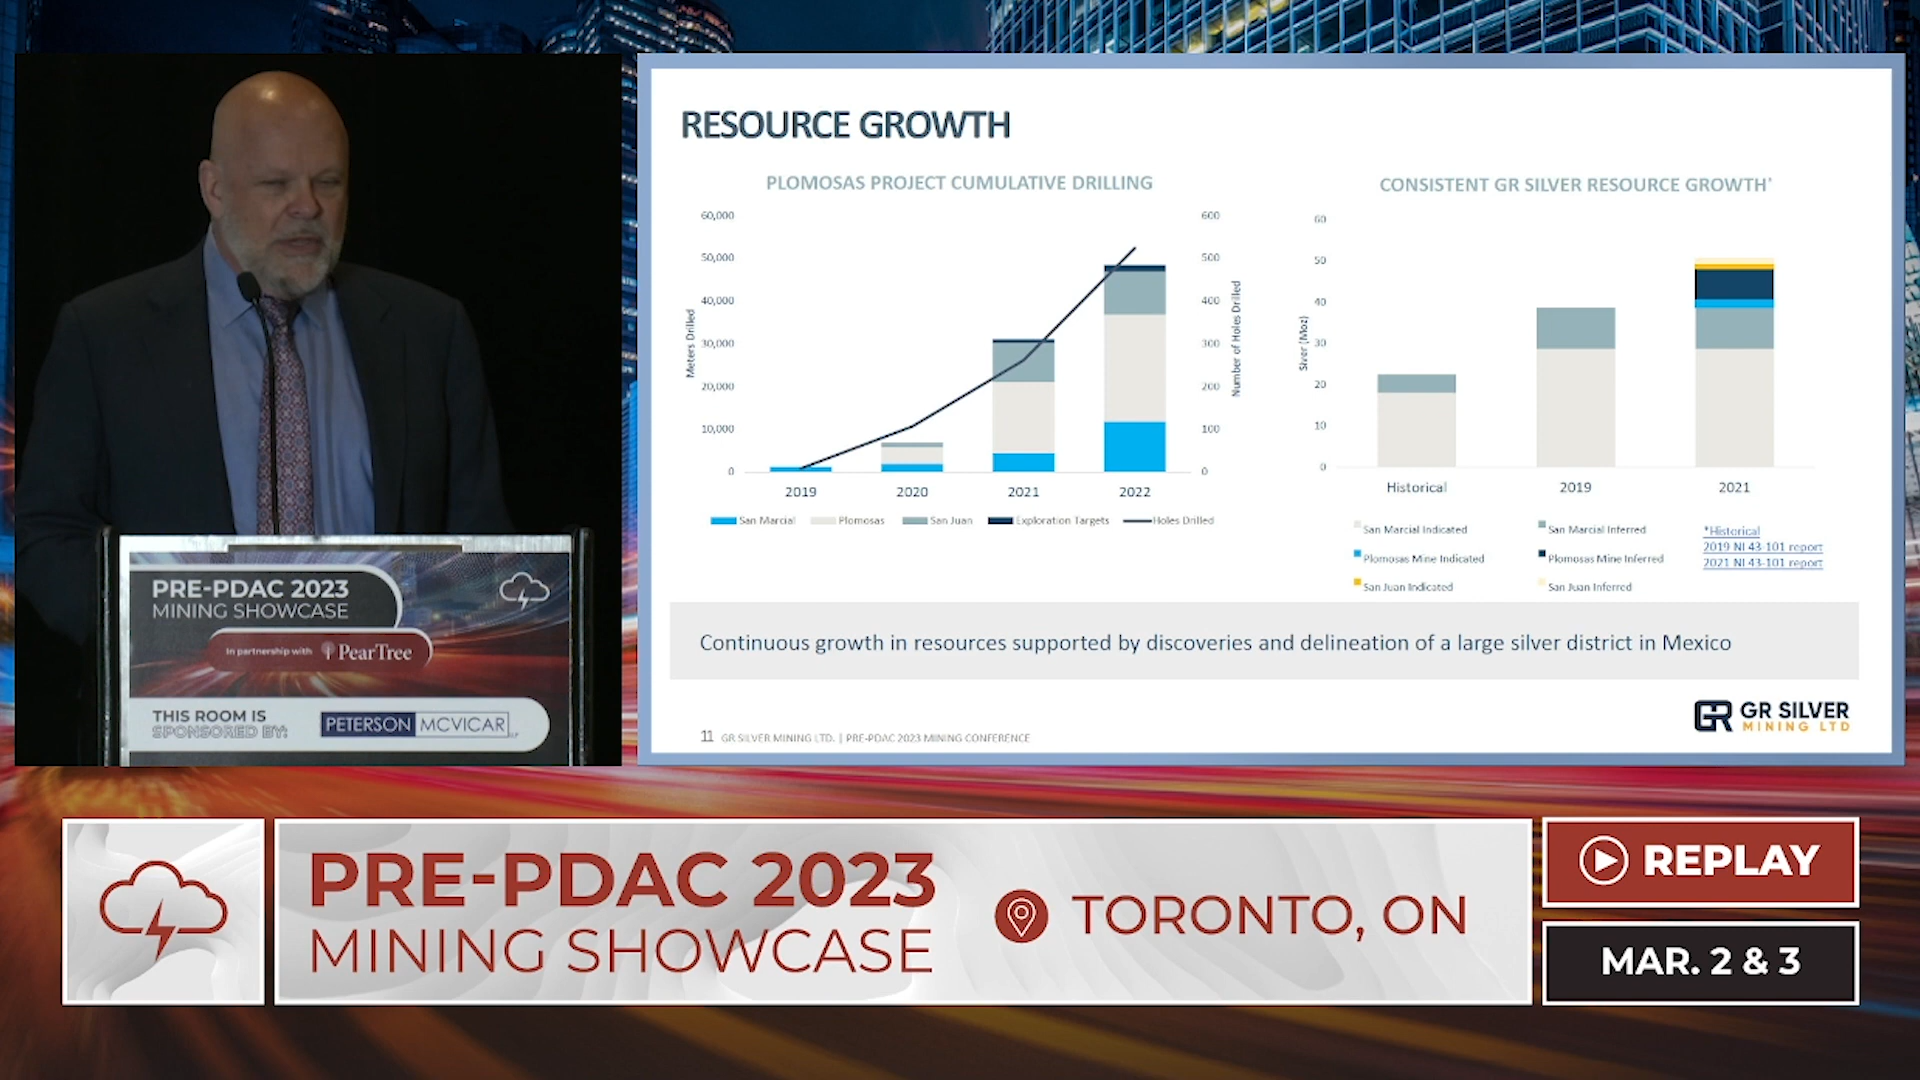 RESOURCE GROWTH
PLOMOSAS PROJECT CUMULATIVE DRILLING
60,000
50,000
40,000
30,000
20,000
10,000
0
Meters Drilled
600
500
400
300
200
100
0
Number of Holes Drilled
2019
2020
2021
2022
San Marcial
Plomosas
San Juan
Exploration Targets
Holes Drilled
CONSISTENT GR SILVER RESOURCE GROWTH*
60
50
40
30
20
10
0
Silver (Moz)
Historical
2019
2021
San Marcial Indicated
San Marcial Inferred
Plomosas Mine Indicated
Plomosas Mine Inferred
San Juan Indicated
San Juan Inferred
*Historical
2019 NI 43-101 report
2021 NI 43-101 report
Continuous growth in resources supported by discoveries and delineation of a large silver district in Mexico
GR SILVER
MINING LTD
11 GR SILVER MINING LTD. | PRE-PDAC 2023 MINING CONFERENCE
PRE-PDAC 2023
MINING SHOWCASE
In partnership with PearTree
THIS ROOM IS
SPONSORED BY:
PETERSON MCVICAR LLP
PRE-PDAC 2023
MINING SHOWCASE
TORONTO, ON
REPLAY
MAR. 2 & 3